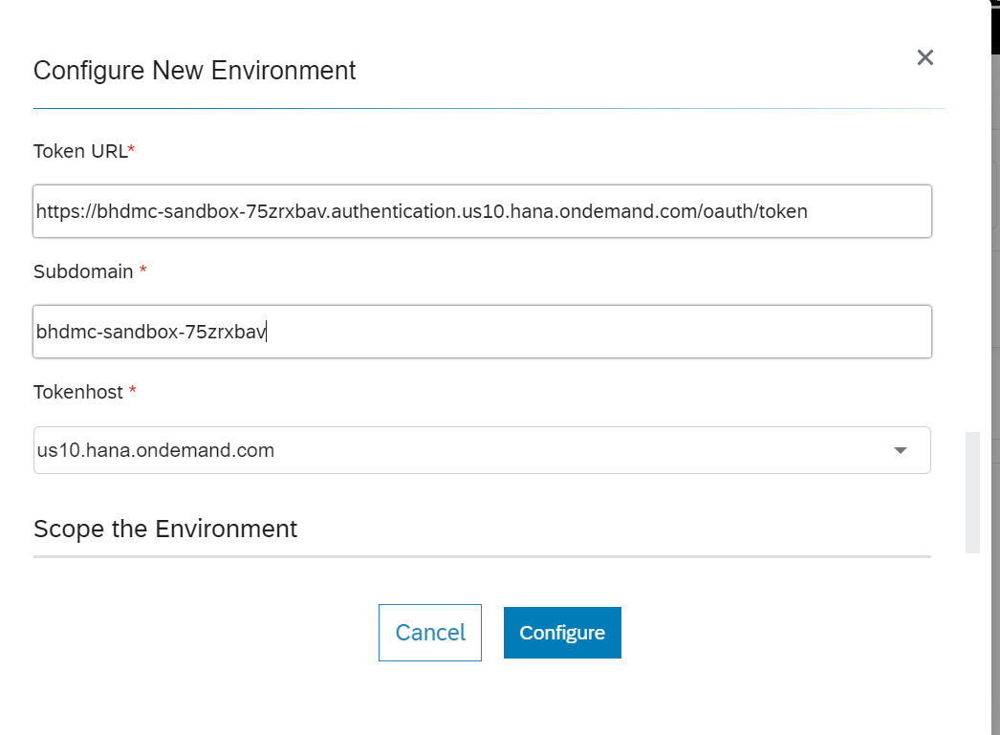 Configure New Environment
Token URL*
https://bhdmc-sandbox-75zrxbav.authentication.us10.hana.ondemand.com/oauth/token
Subdomain *
bhdmc-sandbox-75zrxbav
Tokenhost *
us10.hana.ondemand.com
Scope the Environment
Cancel
Configure